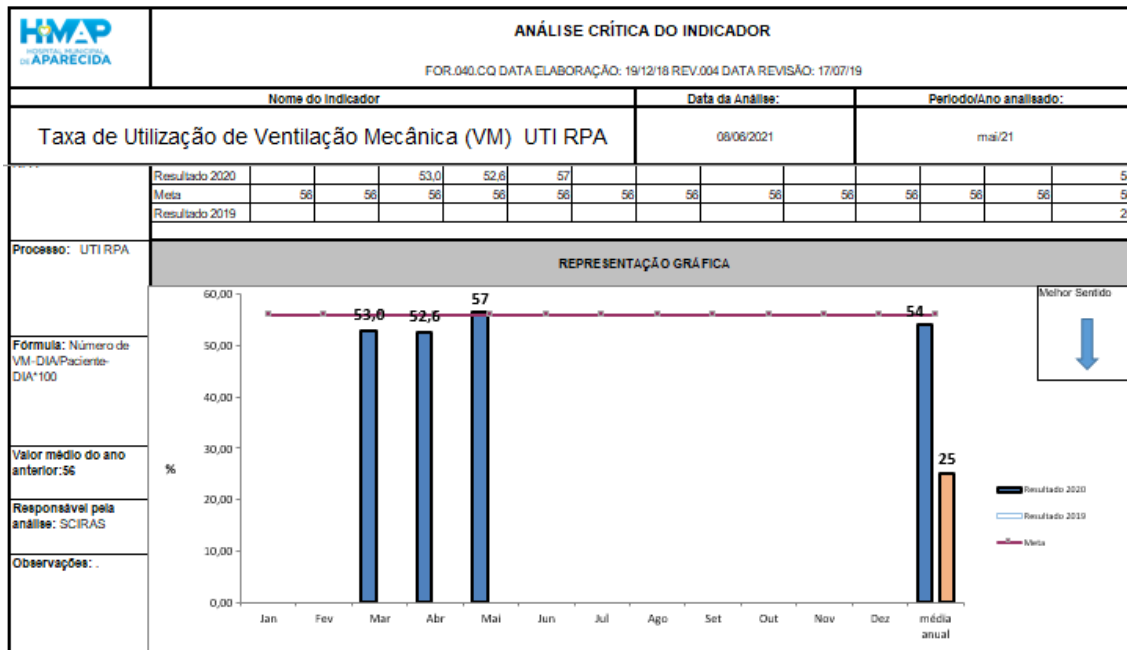 HMAP
HOSPITAL MUNICIPAL
DE APARECIDA
ANÁLISE CRÍTICA DO INDICADOR
FOR.040.CQ DATA ELABORAÇÃO: 19/12/18 REV.004 DATA REVISÃO: 17/07/19
Nome do Indicador Data da Análise: Período/Ano analisado:
Taxa de Utilização de Ventilação Mecânica (VM) UTI RPA 08/06/2021 mai/21
Resultado 2020 53,0 52,6 57
Meta 56 56 56 56 56 56 56 56 56 56 56 56
Resultado 2019
Processo: UTI RPA
REPRESENTAÇÃO GRÁFICA
Melhor Sentido
Fórmula: Número de
VM-DIA/Paciente-
DIA*100
Valor médio do ano
anterior:56
Responsável pela
análise: SCIRAS
Observações: .
60,00
50,00
40,00
30,00
20,00
10,00
0,00
%
53,0 52,6 57 54 25
Jan Fev Mar Abr Mai Jun Jul Ago Set Out Nov Dez média
anual
Resultado 2020
Resultado 2019
Meta